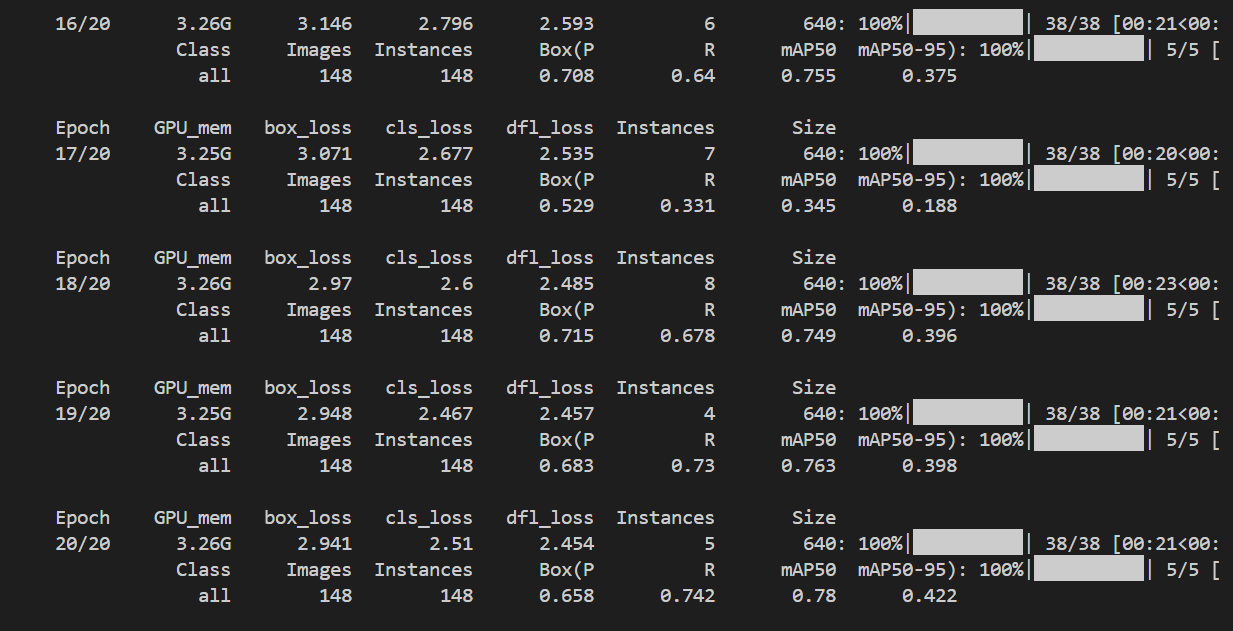 16/20 3.26G 3.146 2.796 2.593 6 640: 100%| | 38/38 [00:21<00:
Class Images Instances Box(P R mAP50 mAP50-95): 100%| | 5/5 [
all 148 148 0.708 0.64 0.755 0.375
Epoch GPU_mem box_loss cls_loss dfl_loss Instances Size
17/20 3.25G 3.071 2.677 2.535 7 640: 100%| | 38/38 [00:20<00:
Class Images Instances Box(P R mAP50 mAP50-95): 100%| | 5/5 [
all 148 148 0.529 0.331 0.345 0.188
Epoch GPU_mem box_loss cls_loss dfl_loss Instances Size
18/20 3.26G 2.97 2.6 2.485 8 640: 100%| | 38/38 [00:23<00:
Class Images Instances Box(P R mAP50 mAP50-95): 100%| | 5/5 [
all 148 148 0.715 0.678 0.749 0.396
Epoch GPU_mem box_loss cls_loss dfl_loss Instances Size
19/20 3.25G 2.948 2.467 2.457 4 640: 100%| | 38/38 [00:21<00:
Class Images Instances Box(P R mAP50 mAP50-95): 100%| | 5/5 [
all 148 148 0.683 0.73 0.763 0.398
Epoch GPU_mem box_loss cls_loss dfl_loss Instances Size
20/20 3.26G 2.941 2.51 2.454 5 640: 100%| | 38/38 [00:21<00:
Class Images Instances Box(P R mAP50 mAP50-95): 100%| | 5/5 [
all 148 148 0.658 0.742 0.78 0.422